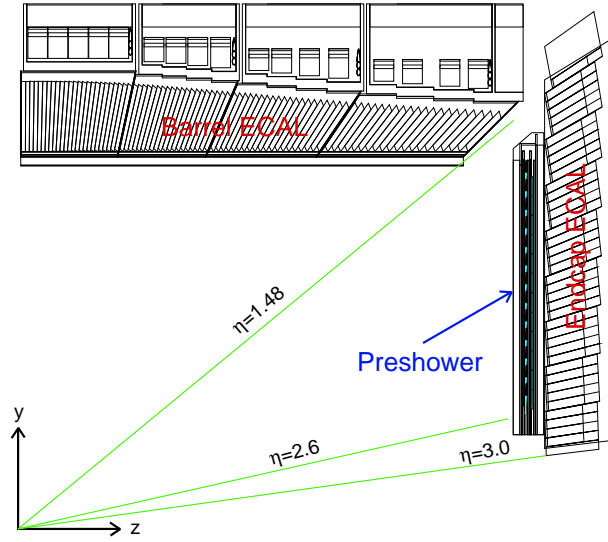 Barrel ECAL
Endcap ECAL
η=1.48
Preshower
y
η=2.6
η=3.0
z